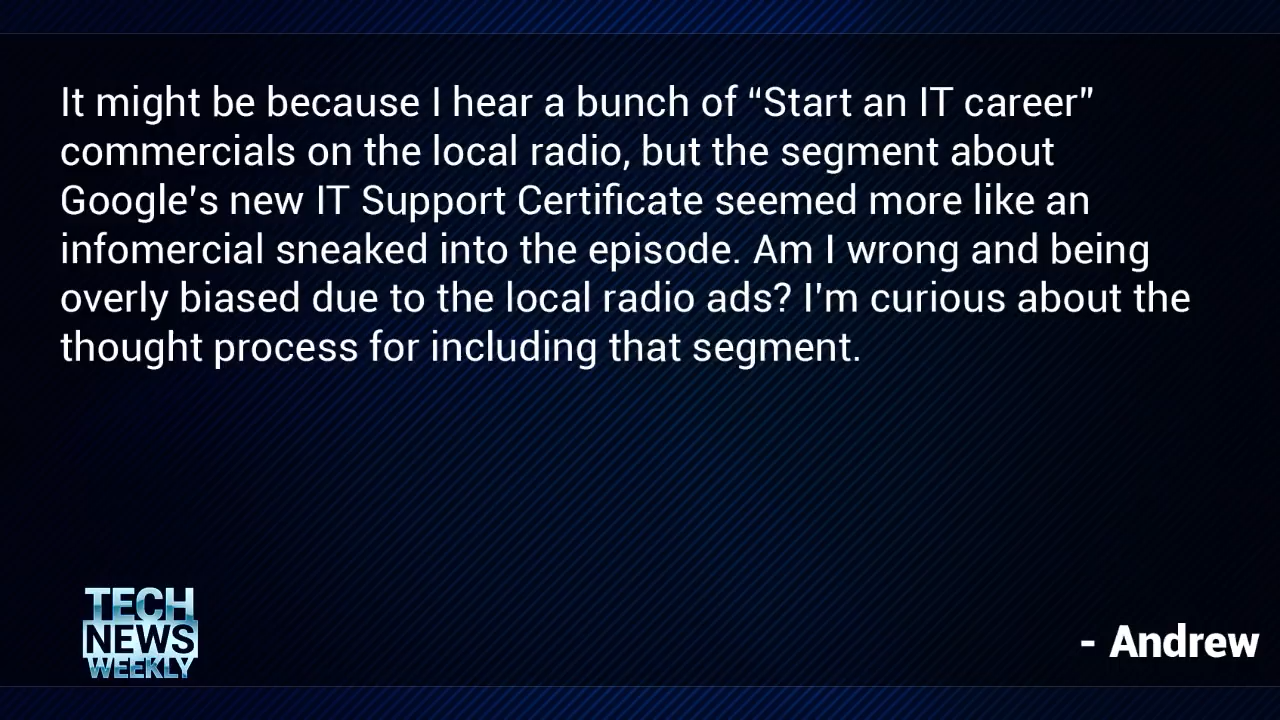 It might be because I hear a bunch of “Start an IT career”
commercials on the local radio, but the segment about
Google's new IT Support Certificate seemed more like an
infomercial sneaked into the episode. Am I wrong and being
overly biased due to the local radio ads? I'm curious about the
thought process for including that segment.
TECH
NEWS
WEEKLY
- Andrew